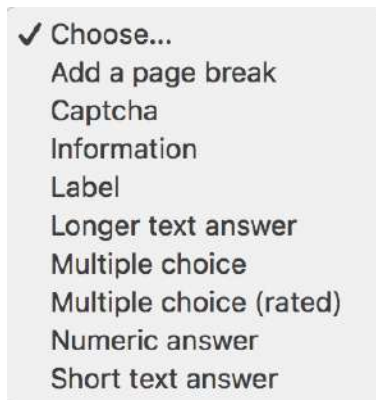 ✓ Choose...
Add a page break
Captcha
Information
Label
Longer text answer
Multiple choice
Multiple choice (rated)
Numeric answer
Short text answer